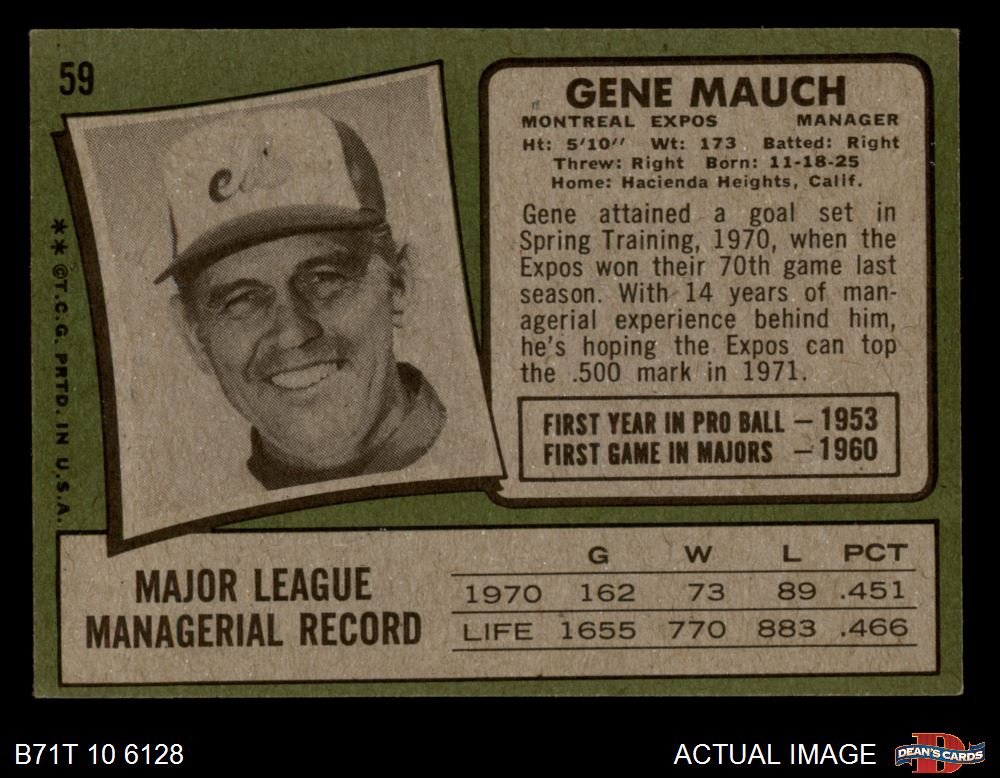 59
GENE MAUCH
MONTREAL EXPOS MANAGER
Ht: 5'10'' Wt: 173 Batted: Right
Threw: Right Born: 11-18-25
Home: Hacienda Heights, Calif.
Gene attained a goal set in
Spring Training, 1970, when the
Expos won their 70th game last
season. With 14 years of man-
agerial experience behind him,
he's hoping the Expos can top
the .500 mark in 1971.
FIRST YEAR IN PRO BALL – 1953
FIRST GAME IN MAJORS – 1960
** ©T.C.G. PRTD. IN U.S.A.
MAJOR LEAGUE
MANAGERIAL RECORD
G W L PCT
1970 162 73 89 .451
LIFE 1655 770 883 .466
B71T 10 6128
ACTUAL IMAGE
D
DEAN'S CARDS